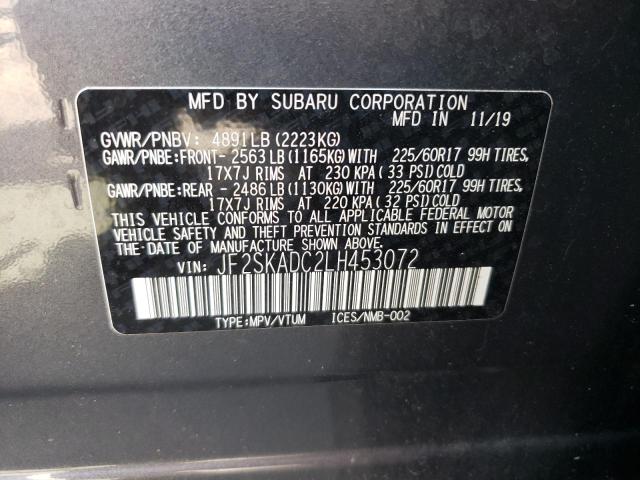 MFD BY SUBARU CORPORATION
MFD IN 11/19
GVWR/PNBV: 4891LB (2223KG)
GAWR/PNBE:FRONT- 2563LB (1165KG)WITH 225/60R17 99H TIRES,
17X7J RIMS AT 230 KPA (33 PSI)COLD
GAWR/PNBE:REAR - 2486LB (1130KG)WITH 225/60R17 99H TIRES,
17X7J RIMS AT 220 KPA (32 PSI)COLD
THIS VEHICLE CONFORMS TO ALL APPLICABLE FEDERAL MOTOR
VEHICLE SAFETY AND THEFT PREVENTION STANDARDS IN EFFECT
ON THE DATE OF MANUFACTURE SHOWN ABOVE.
VIN: JF2SKADC2LH453072
TYPE:MPV/VTUM ICES/NMB-002